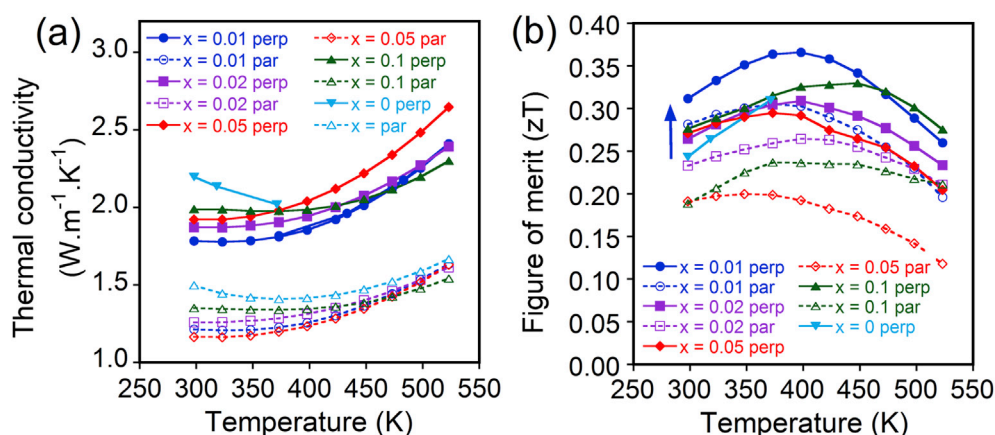 (a)
Thermal conductivity
(W.m⁻¹.K⁻¹)
3.0
2.5
2.0
1.5
1.0
x = 0.01 perp
x = 0.01 par
x = 0.02 perp
x = 0.02 par
x = 0.05 perp
x = 0.05 par
x = 0.1 perp
x = 0.1 par
x = 0 perp
x = par
250 300 350 400 450 500 550
Temperature (K)
(b)
Figure of merit (zT)
0.40
0.35
0.30
0.25
0.20
0.15
0.10
0.05
0.00
x = 0.01 perp
x = 0.01 par
x = 0.02 perp
x = 0.02 par
x = 0.05 perp
x = 0.05 par
x = 0.1 perp
x = 0.1 par
x = 0 perp
250 300 350 400 450 500 550
Temperature (K)